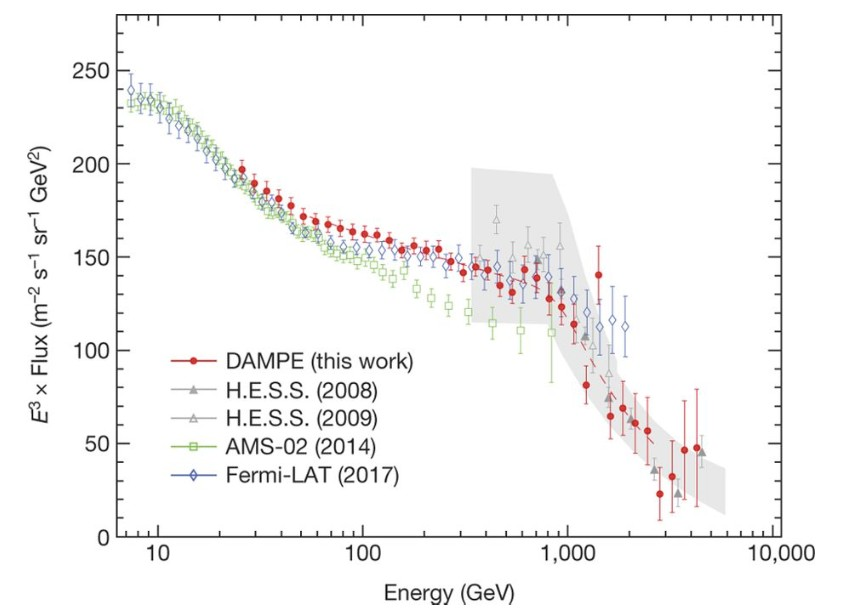 250
200
150
100
50
0
E³ × Flux (m⁻² s⁻¹ sr⁻¹ GeV²)
DAMPE (this work)
H.E.S.S. (2008)
H.E.S.S. (2009)
AMS-02 (2014)
Fermi-LAT (2017)
10
100
1,000
10,000
Energy (GeV)